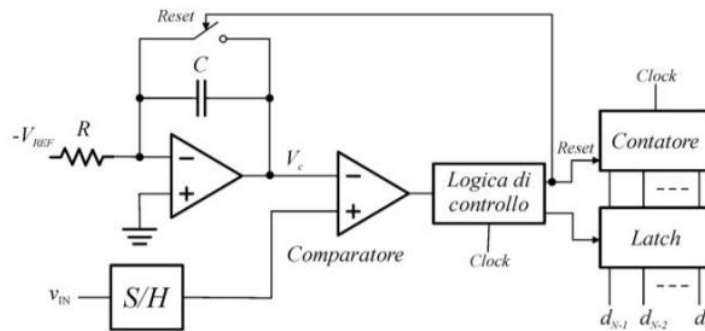 Reset
C
Clock
-V_REF
R
Reset
Contatore
V_c
Logica di
controllo
Latch
Comparatore
Clock
v_IN
S/H
d_N-1 d_N-2 d